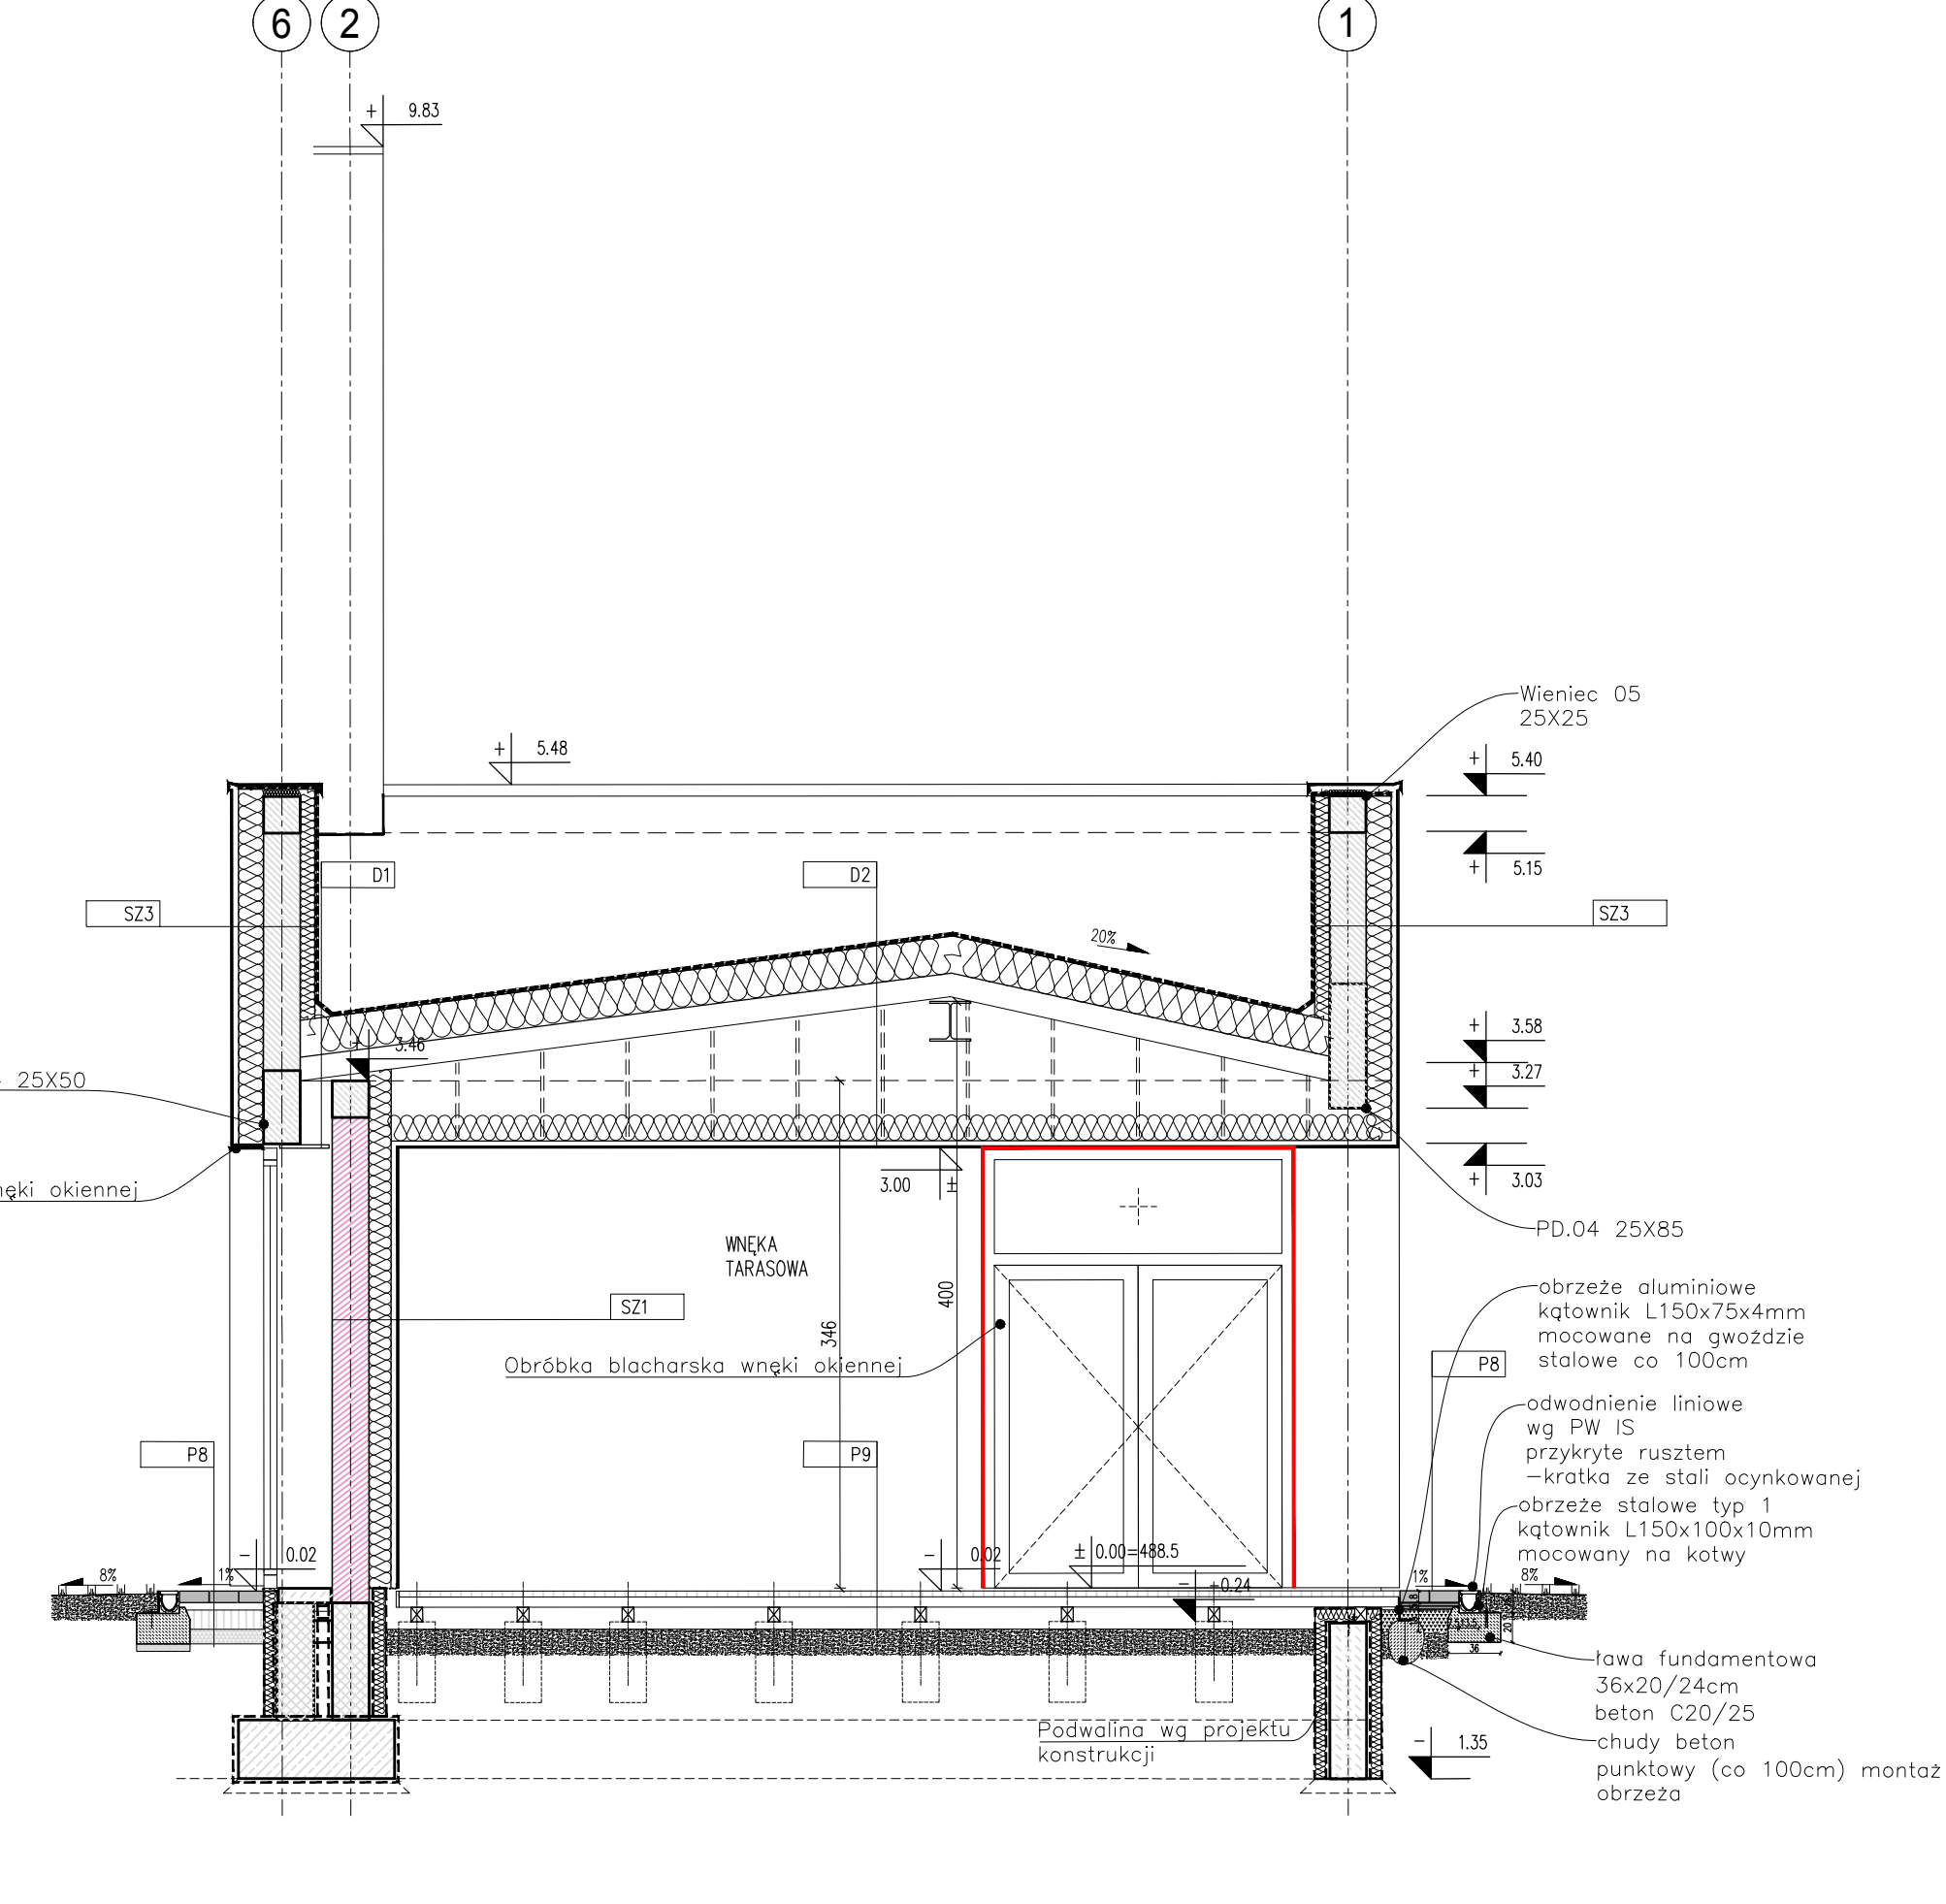 6
2
1
+ 9.83
Wieniec 05
25X25
+ 5.48
+ 5.40
+ 5.15
D1
D2
SZ3
SZ3
20%
+ 3.58
+ 3.46
+ 3.27
25X50
3.00 ±
+ 3.03
ęki okiennej
PD.04 25X85
WNĘKA
TARASOWA
400
346
SZ1
Obróbka blacharska wnęki okiennej
obrzeże aluminiowe
kątownik L150x75x4mm
mocowane na gwoździe
stalowe co 100cm
P8
odwodnienie liniowe
wg PW IS
przykryte rusztem
-kratka ze stali ocynkowanej
P8
P9
obrzeże stalowe typ 1
kątownik L150x100x10mm
mocowany na kotwy
- 0.02
- 0.02
± 0.00=488.5
8%
1%
1%
8%
20
36
ława fundamentowa
36x20/24cm
beton C20/25
Podwalina wg projektu
konstrukcji
- 1.35
chudy beton
punktowy (co 100cm) montaż
obrzeża